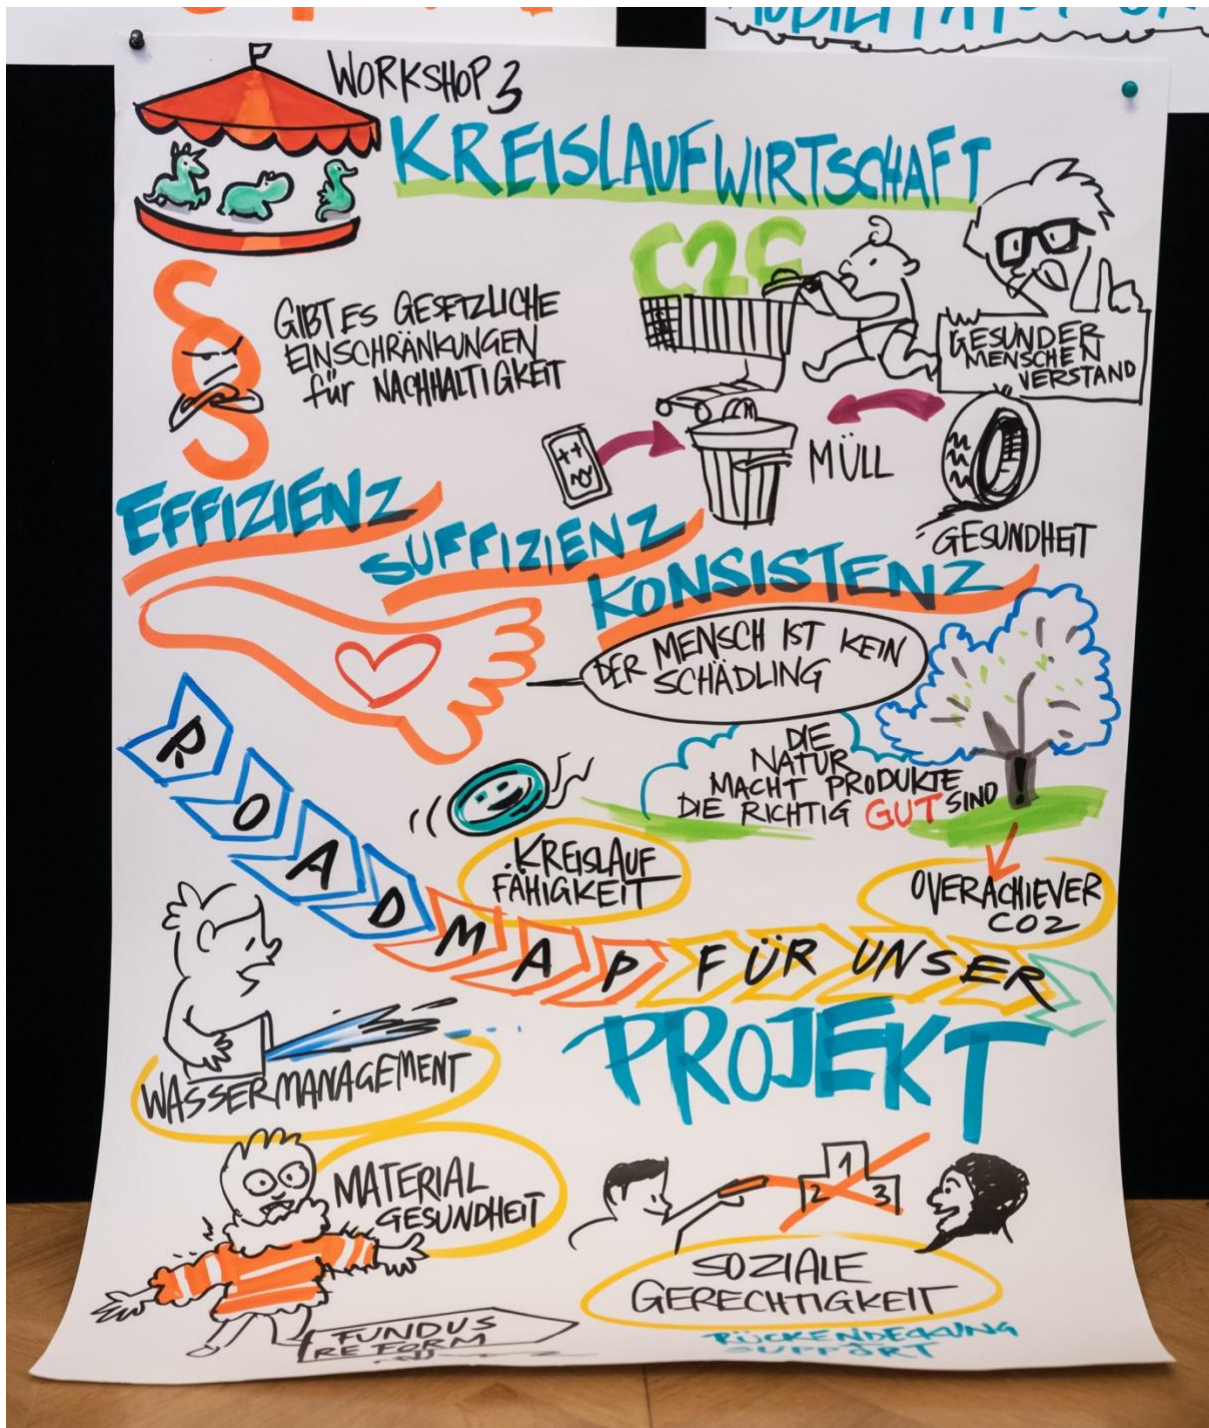 WORKSHOP 3
KREISLAUFWIRTSCHAFT
C2C
GIBT ES GESETZLICHE
EINSCHRÄNKUNGEN
für NACHHALTIGKEIT
GESUNDER
MENSCHEN
VERSTAND
MÜLL
GESUNDHEIT
EFFIZIENZ
SUFFIZIENZ
KONSISTENZ
DER MENSCH IST KEIN
SCHÄDLING
DIE
NATUR
MACHT PRODUKTE
DIE RICHTIG GUT SIND
KREISLAUF
FÄHIGKEIT
OVERACHIEVER
CO2
ROADMAP FÜR UNSER
PROJEKT
WASSERMANAGEMENT
MATERIAL
GESUNDHEIT
1
2 3
SOZIALE
GERECHTIGKEIT
RÜCKENDECKUNG
SUPPORT
FUNDUS
REFORM